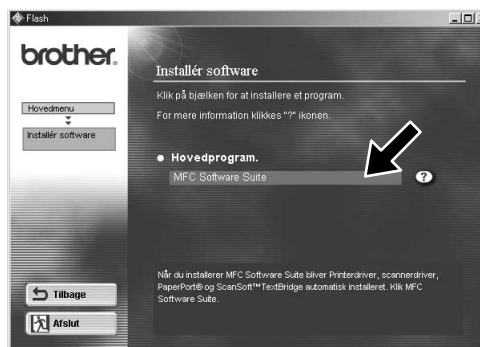 Flash
brother.
Hovedmenu
Installér software
Installér software
Klik på bjælken for at installere et program.
For mere information klikkes "?" ikonen.
Hovedprogram.
MFC Software Suite
?
Når du installerer MFC Software Suite bliver Printerdriver, scannerdriver,
PaperPort® og ScanSoft™TextBridge automatisk installeret. Klik MFC
Software Suite.
Tilbage
Afslut